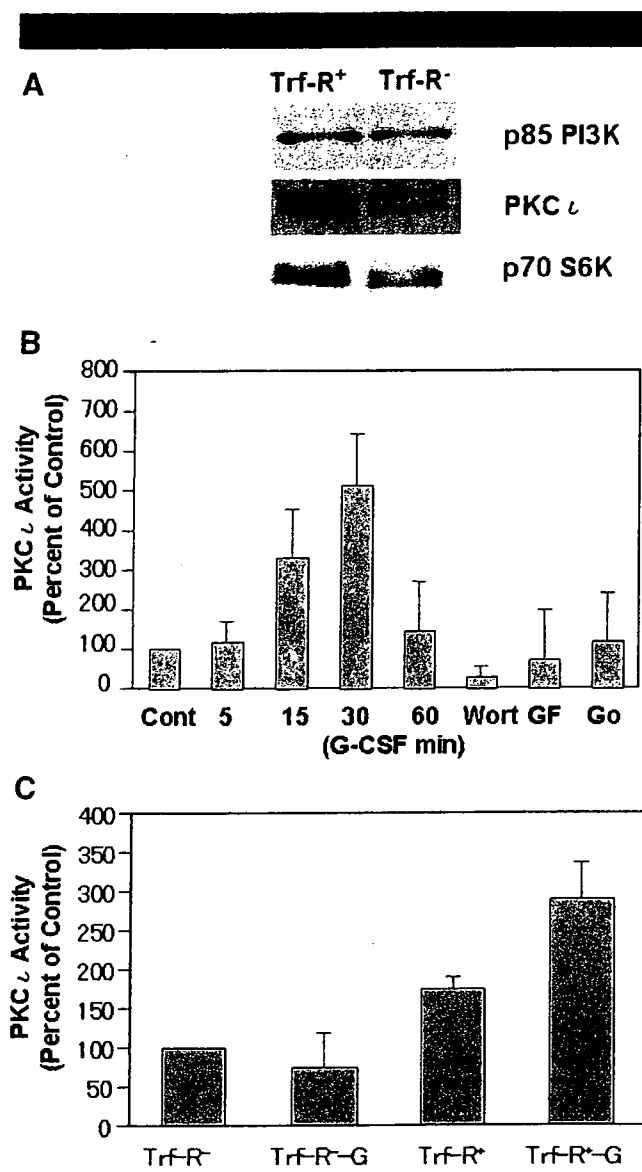 A
Trf-R⁺ Trf-R⁻
p85 PI3K
PKC ι
p70 S6K
B
PKC ι Activity
(Percent of Control)
800
700
600
500
400
300
200
100
0
Cont 5 15 30 60 Wort GF Go
(G-CSF min)
C
PKC ι Activity
(Percent of Control)
400
350
300
250
200
150
100
50
0
Trf-R⁻ Trf-R⁻-G Trf-R⁺ Trf-R⁺-G